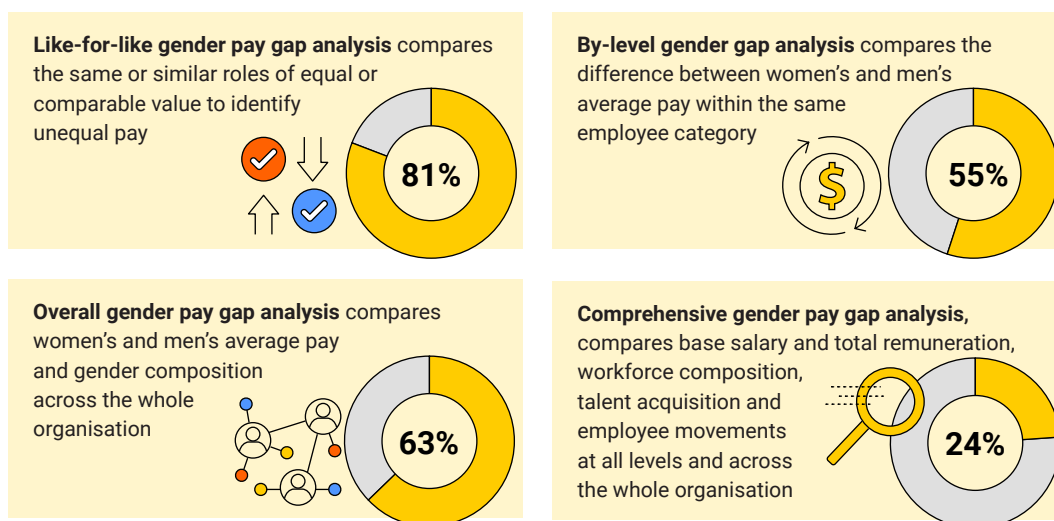 Like-for-like gender pay gap analysis compares
the same or similar roles of equal or
comparable value to identify
unequal pay
81%
By-level gender gap analysis compares the
difference between women’s and men’s
average pay within the same
employee category
$
55%
Overall gender pay gap analysis compares
women’s and men’s average pay
and gender composition
across the whole
organisation
63%
Comprehensive gender pay gap analysis,
compares base salary and total remuneration,
workforce composition,
talent acquisition and
employee movements
at all levels and across
the whole organisation
24%